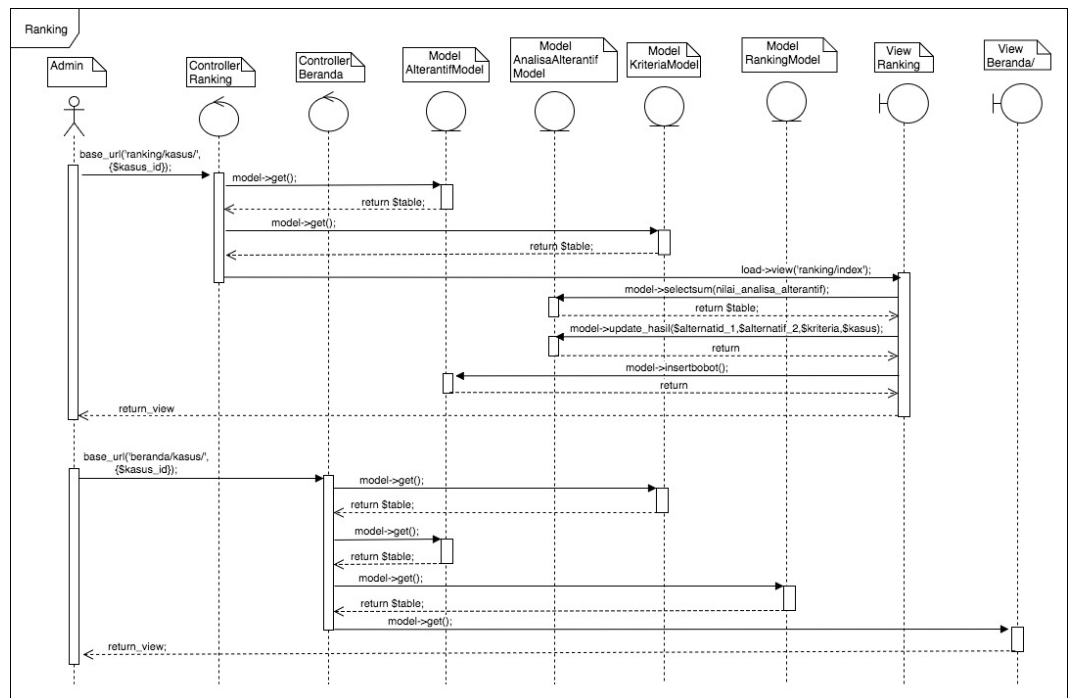 Ranking
Admin
Controller
Ranking
Controller
Beranda
Model
AlterantifModel
Model
AnalisaAlterantif
Model
Model
KriteriaModel
Model
RankingModel
View
Ranking
View
Beranda/
base_url('ranking/kasus/',
{$kasus_id});
model->get();
return $table;
model->get();
return $table;
load->view('ranking/index');
model->selectsum(nilai_analisa_alterantif);
return $table;
model->update_hasil($alternatid_1,$alternatif_2,$kriteria,$kasus);
return
model->insertbobot();
return
return_view
base_url('beranda/kasus/',
{$kasus_id});
model->get();
return $table;
model->get();
return $table;
model->get();
return $table;
model->get();
return_view;